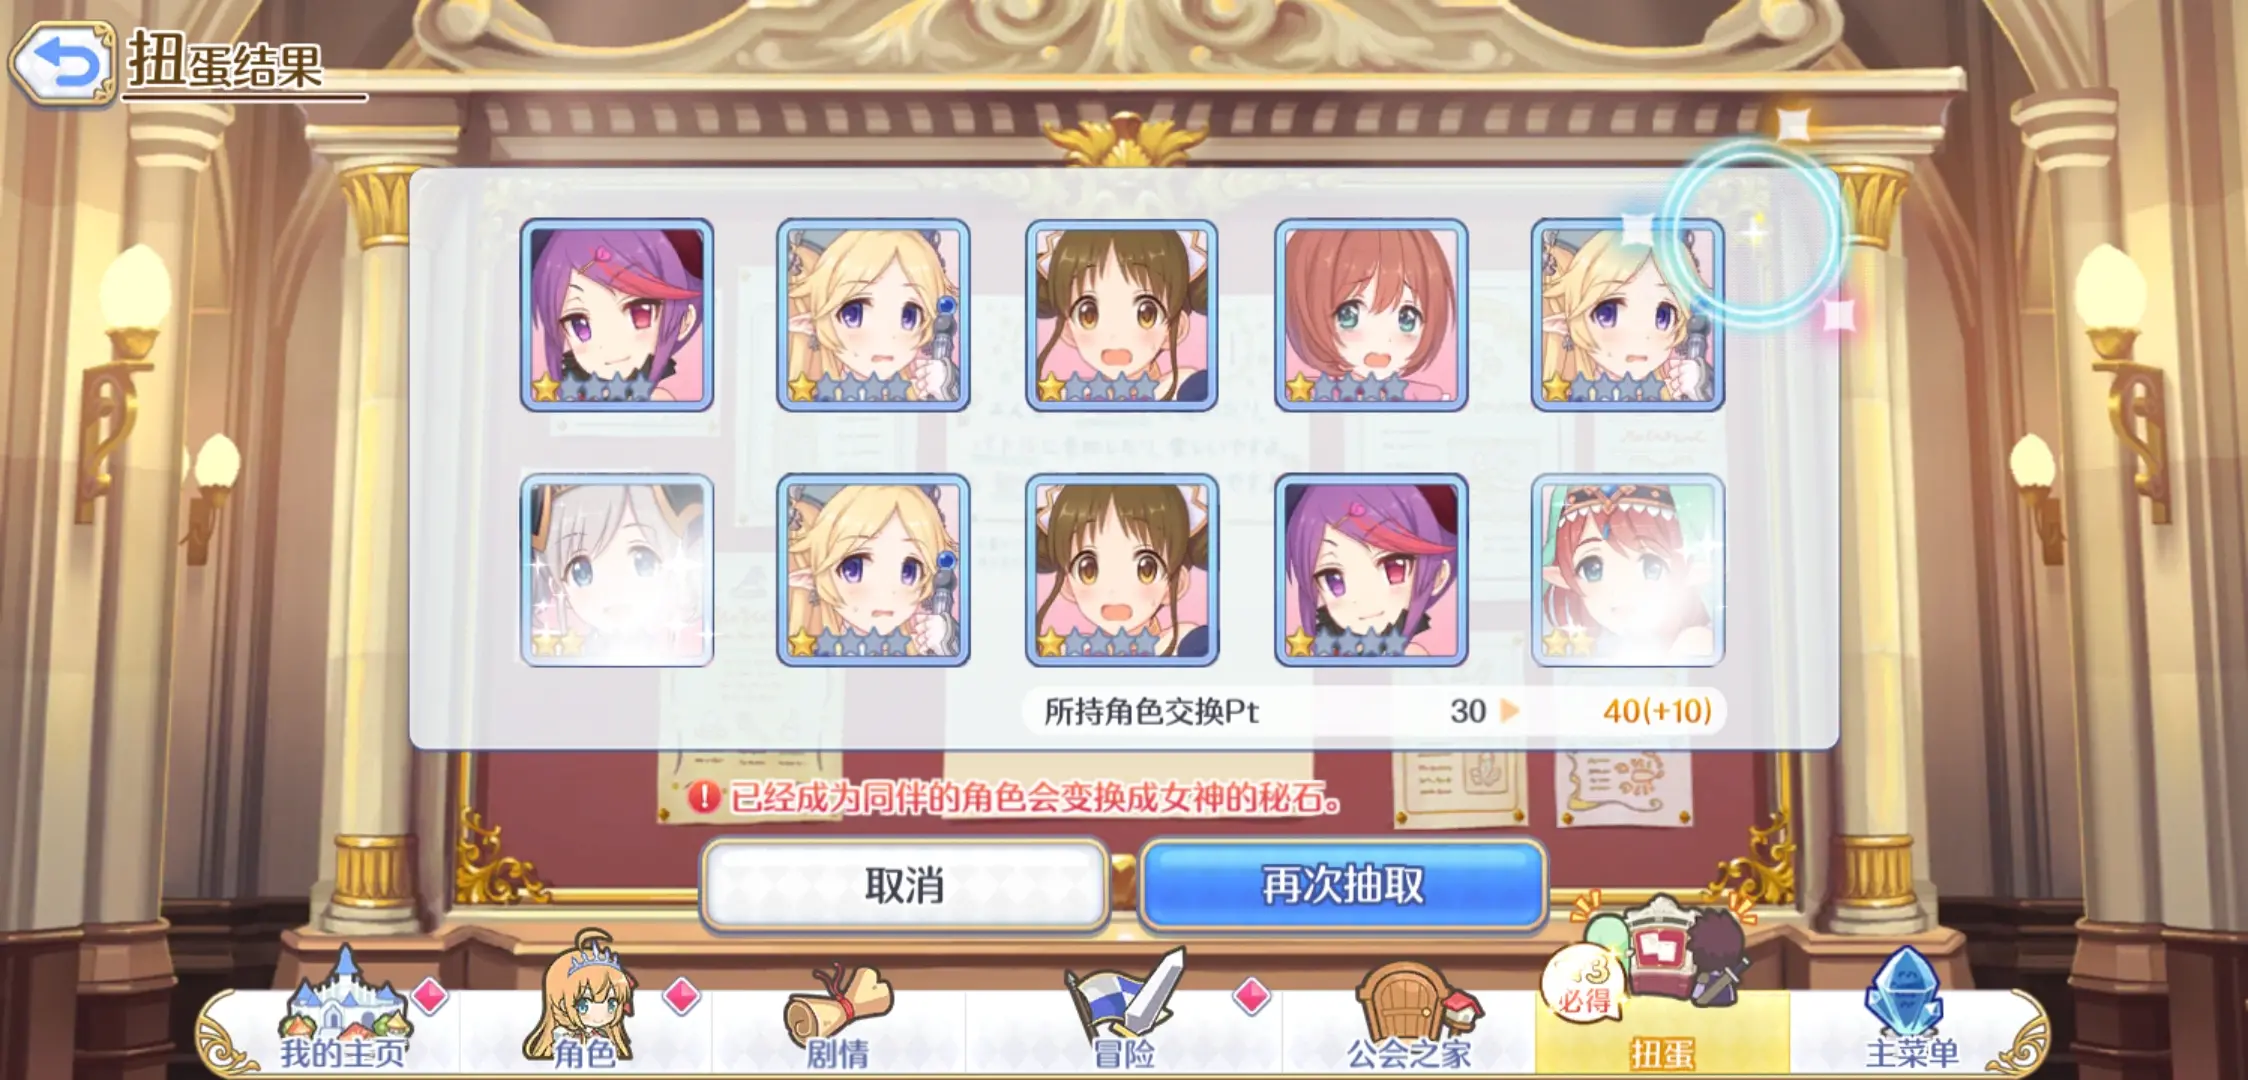 扭蛋结果
所持角色交换Pt 30 40(+10)
已经成为同伴的角色会变换成女神的秘石。
取消
再次抽取
必得
我的主页
角色
剧情
冒险
公会之家
扭蛋
主菜单